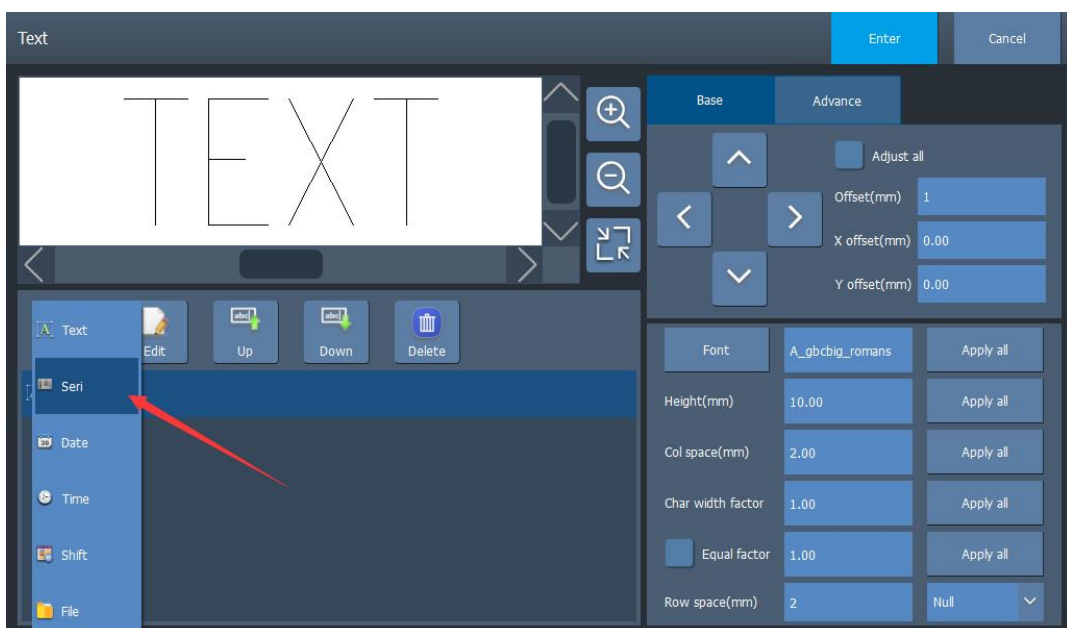 Text
Enter
Cancel
TEXT
Base
Advance
Adjust all
Offset(mm)
1
X offset(mm)
0.00
Y offset(mm)
0.00
Text
Edit
Up
Down
Delete
Seri
Date
Time
Shift
File
Font
A_gbcbig_romans
Apply all
Height(mm)
10.00
Apply all
Col space(mm)
2.00
Apply all
Char width factor
1.00
Apply all
Equal factor
1.00
Apply all
Row space(mm)
2
Null